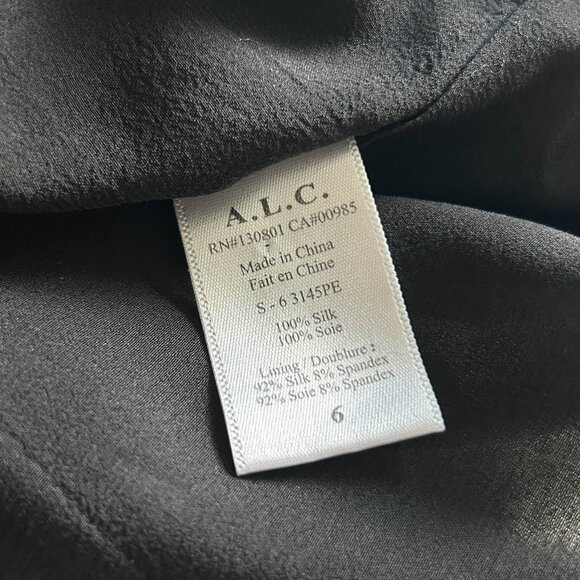 A.L.C.
RN#130801 CA#00985
Made in China
Fait en Chine
S - 6 3145PE
100% Silk
100% Soie
Lining / Doublure :
92% Silk 8% Spandex
92% Soie 8% Spandex
6